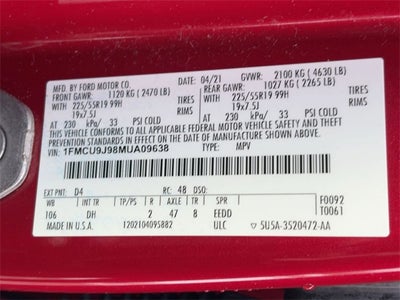 MFD. BY FORD MOTOR CO. 04/21 GVWR: 2100 KG ( 4630 LB)
FRONT GAWR: 1120 KG ( 2470 LB) REAR GAWR: 1027 KG ( 2265 LB)
WITH WITH
225/55R19 99H TIRES 225/55R19 99H TIRES
19x7.5J RIMS 19x7.5J RIMS
AT 230 kPa/ 33 PSI COLD AT 230 kPa/ 33 PSI COLD
THIS VEHICLE CONFORMS TO ALL APPLICABLE FEDERAL MOTOR VEHICLE SAFETY, BUMPER, AND THEFT
PREVENTION STANDARDS IN EFFECT ON THE DATE OF MANUFACTURE SHOWN ABOVE.
VIN: 1FMCU9J98MUA09638 TYPE: MPV
EXT PNT: D4 RC: 48 DSO: F0092
WB INT TR TP/PS R AXLE TR SPR T0061
106 DH 2 47 8 EEDD
MADE IN U.S.A. 1202104095882 ULC 5U5A-3520472-AA